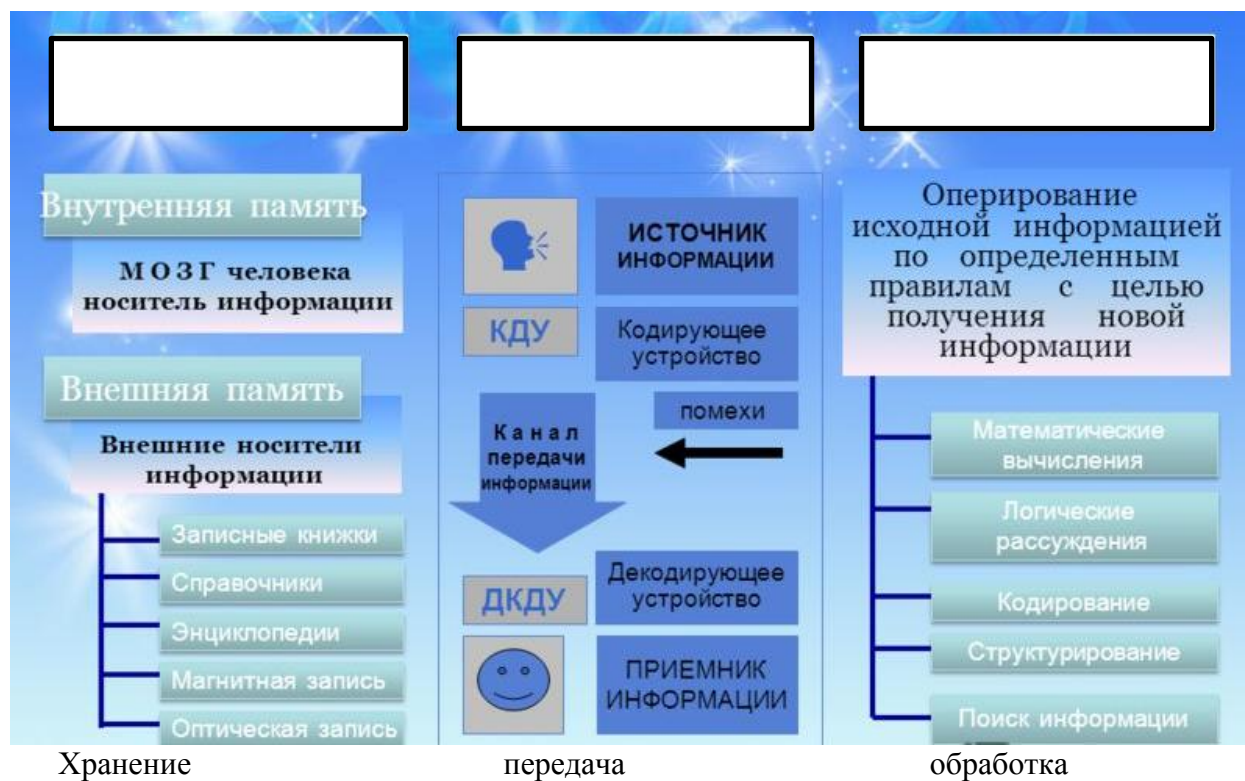 Внутренняя память
МОЗГ человека
носитель информации
Внешняя память
Внешние носители
информации
Записные книжки
Справочники
Энциклопедии
Магнитная запись
Оптическая запись
ИСТОЧНИК
ИНФОРМАЦИИ
КДУ
Кодирующее
устройство
помехи
Канал
передачи
информации
ДКДУ
Декодирующее
устройство
ПРИЕМНИК
ИНФОРМАЦИИ
Оперирование
исходной информацией
по определенным
правилам с целью
получения новой
информации
Математические
вычисления
Логические
рассуждения
Кодирование
Структурирование
Поиск информации
Хранение передача обработка